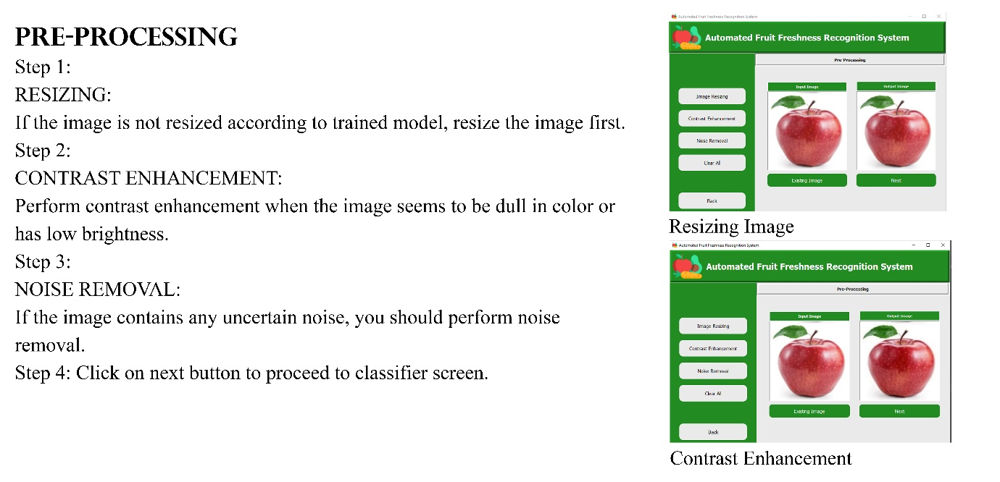 PRE-PROCESSING
Step 1:
RESIZING:
If the image is not resized according to trained model, resize the image first.
Step 2:
CONTRAST ENHANCEMENT:
Perform contrast enhancement when the image seems to be dull in color or
has low brightness.
Step 3:
NOISE REMOVAL:
If the image contains any uncertain noise, you should perform noise
removal.
Step 4: Click on next button to proceed to classifier screen.
Automated Fruit Freshness Recognition System
Automated Fruit Freshness Recognition System
Pre-Processing
Input Image
Output Image
Image Resizing
Contrast Enhancement
Noise Removal
Clear All
Existing Image
Next
Back
Resizing Image
Automated Fruit Freshness Recognition System
Automated Fruit Freshness Recognition System
Pre-Processing
Input Image
Output Image
Image Resizing
Contrast Enhancement
Noise Removal
Clear All
Existing Image
Next
Back
Contrast Enhancement